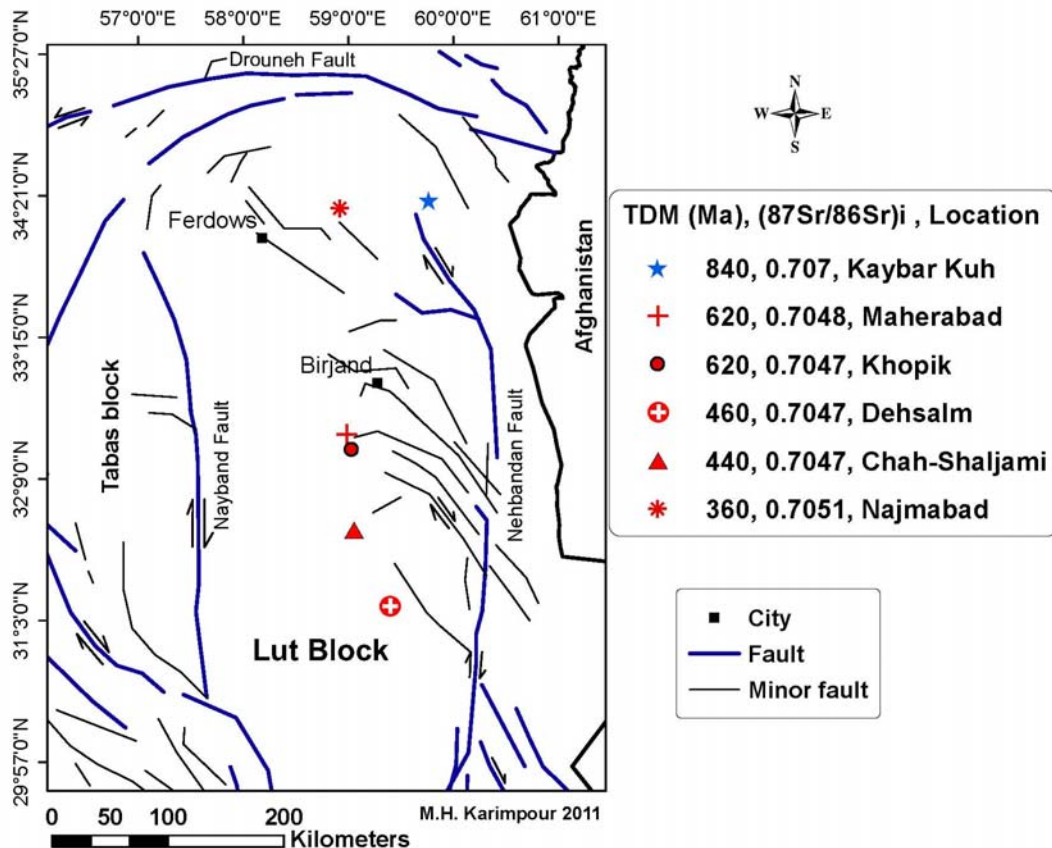 57°0'0"E 58°0'0"E 59°0'0"E 60°0'0"E 61°0'0"E
35°27'0"N
34°21'0"N
33°15'0"N
32°9'0"N
31°3'0"N
29°57'0"N
Drouneh Fault
Ferdows
Birjand
Afghanistan
Tabas block
Nayband Fault
Nehbandan Fault
Lut Block
M.H. Karimpour 2011
0 50 100 200
Kilometers
N
W E
S
TDM (Ma), (87Sr/86Sr)i , Location
840, 0.707, Kaybar Kuh
620, 0.7048, Maherabad
620, 0.7047, Khopik
460, 0.7047, Dehsalm
440, 0.7047, Chah-Shaljami
360, 0.7051, Najmabad
City
Fault
Minor fault